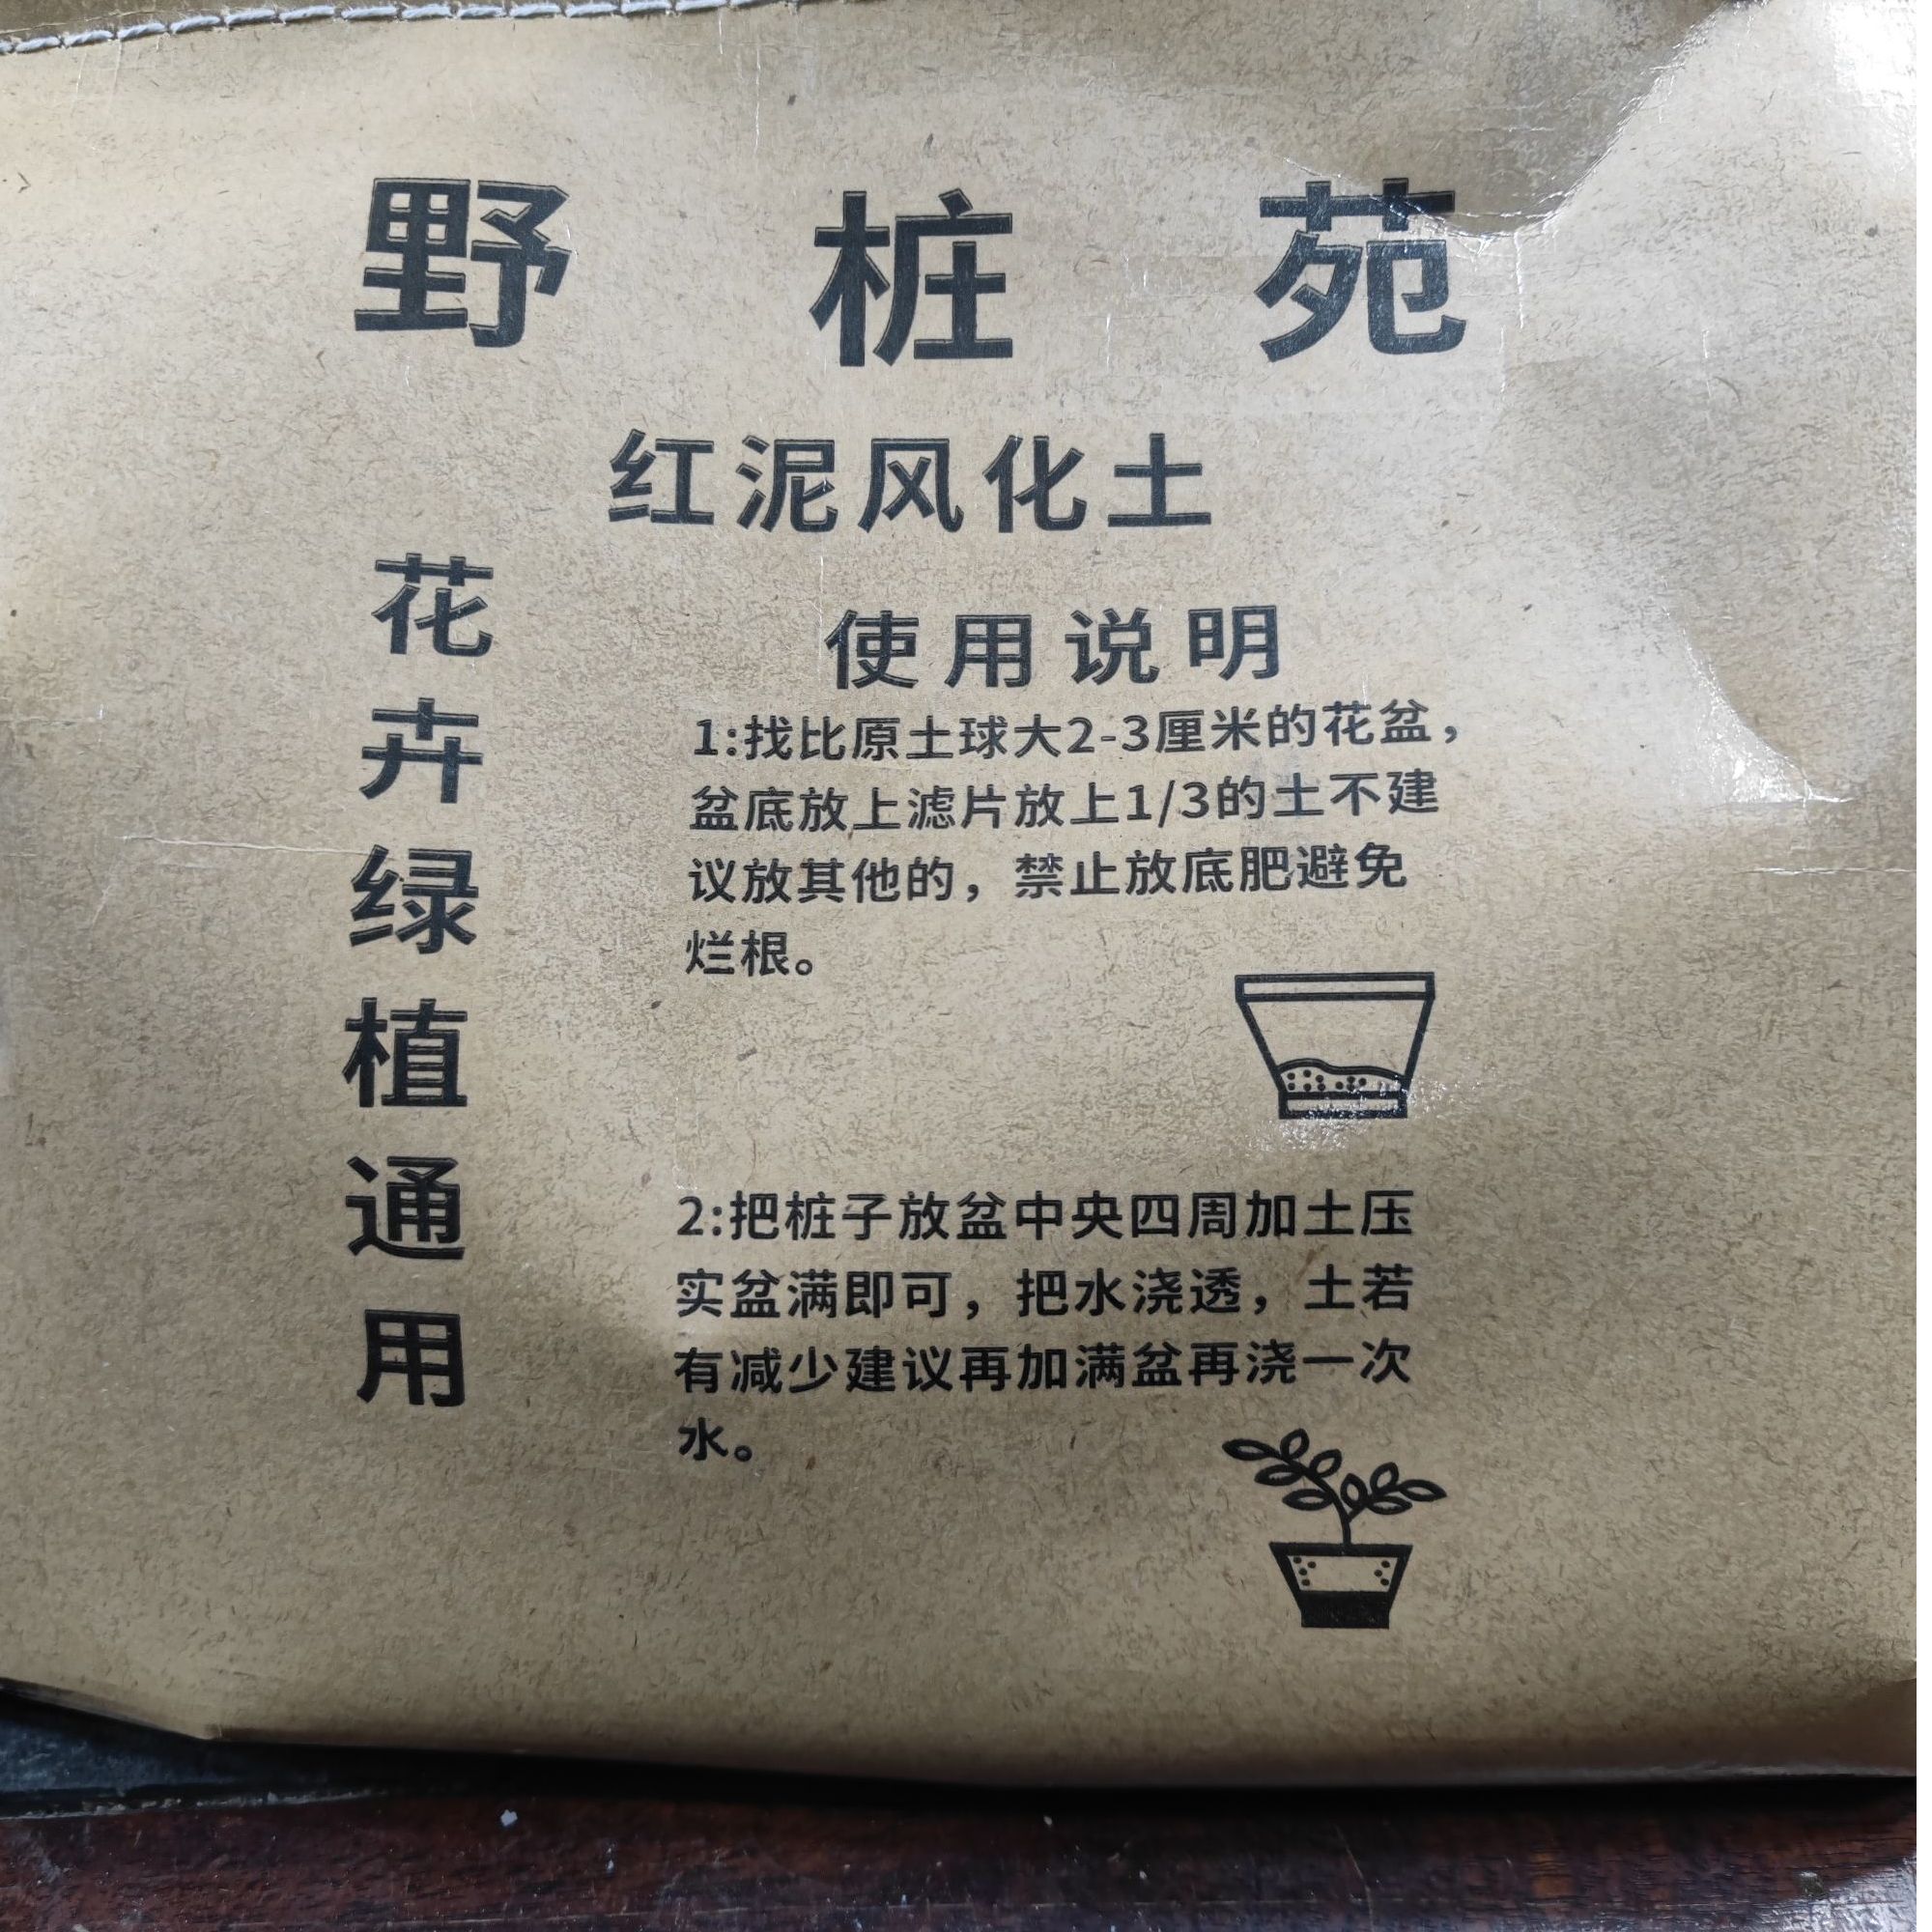 野桩苑
红泥风化土
花卉绿植通用
使用说明
1:找比原土球大2-3厘米的花盆，
盆底放上滤片放上1/3的土不建
议放其他的，禁止放底肥避免
烂根。
2:把桩子放盆中央四周加土压
实盆满即可，把水浇透，土若
有减少建议再加满盆再浇一次
水。